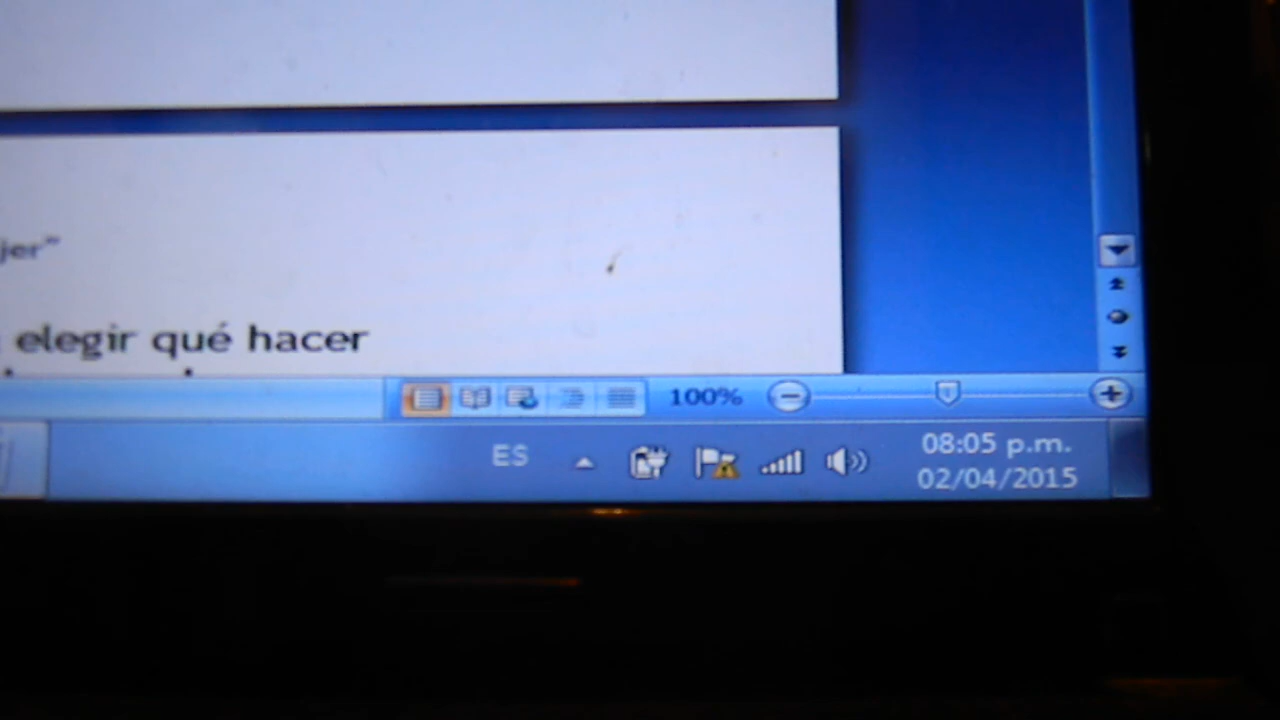 jer”
elegir qué hacer
100%
ES
08:05 p.m.
02/04/2015